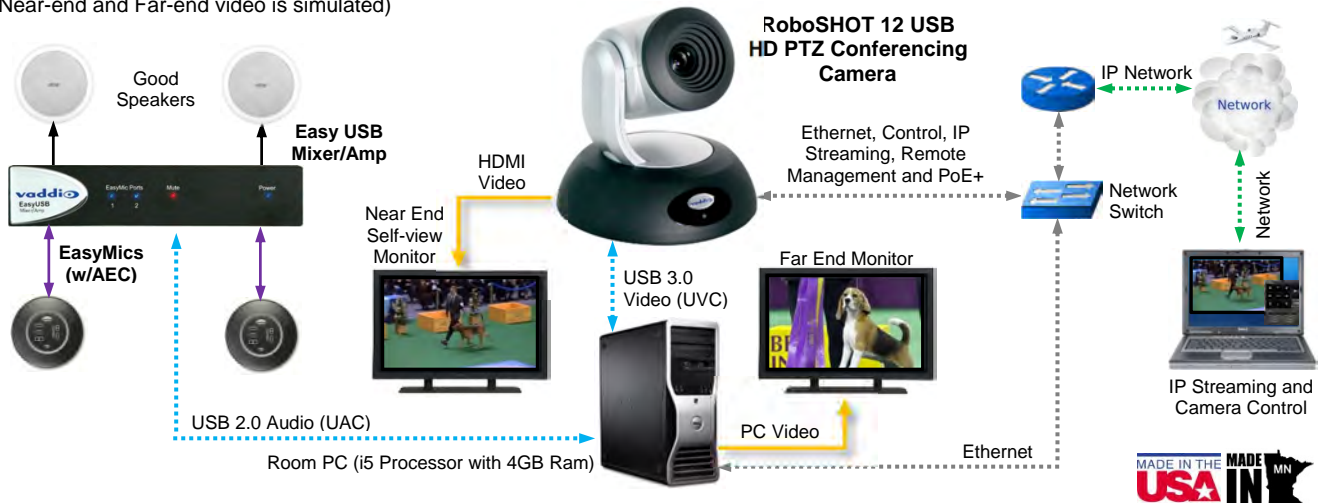 Near-end and Far-end video is simulated)
RoboSHOT 12 USB
HD PTZ Conferencing
Camera
Good
Speakers
IP Network
Network
Easy USB
Mixer/Amp
HDMI
Video
Ethernet, Control, IP
Streaming, Remote
Management and PoE+
vaddio
EasyUSB
Mixer/Amp
EasyMic Ports
1 2
Mute
Power
Network
Switch
Network
Near End
Self-view
Monitor
EasyMics
(w/AEC)
USB 3.0
Video (UVC)
Far End Monitor
IP Streaming and
Camera Control
USB 2.0 Audio (UAC)
PC Video
Room PC (i5 Processor with 4GB Ram)
Ethernet
MADE IN THE
USA
MADE
IN
MN